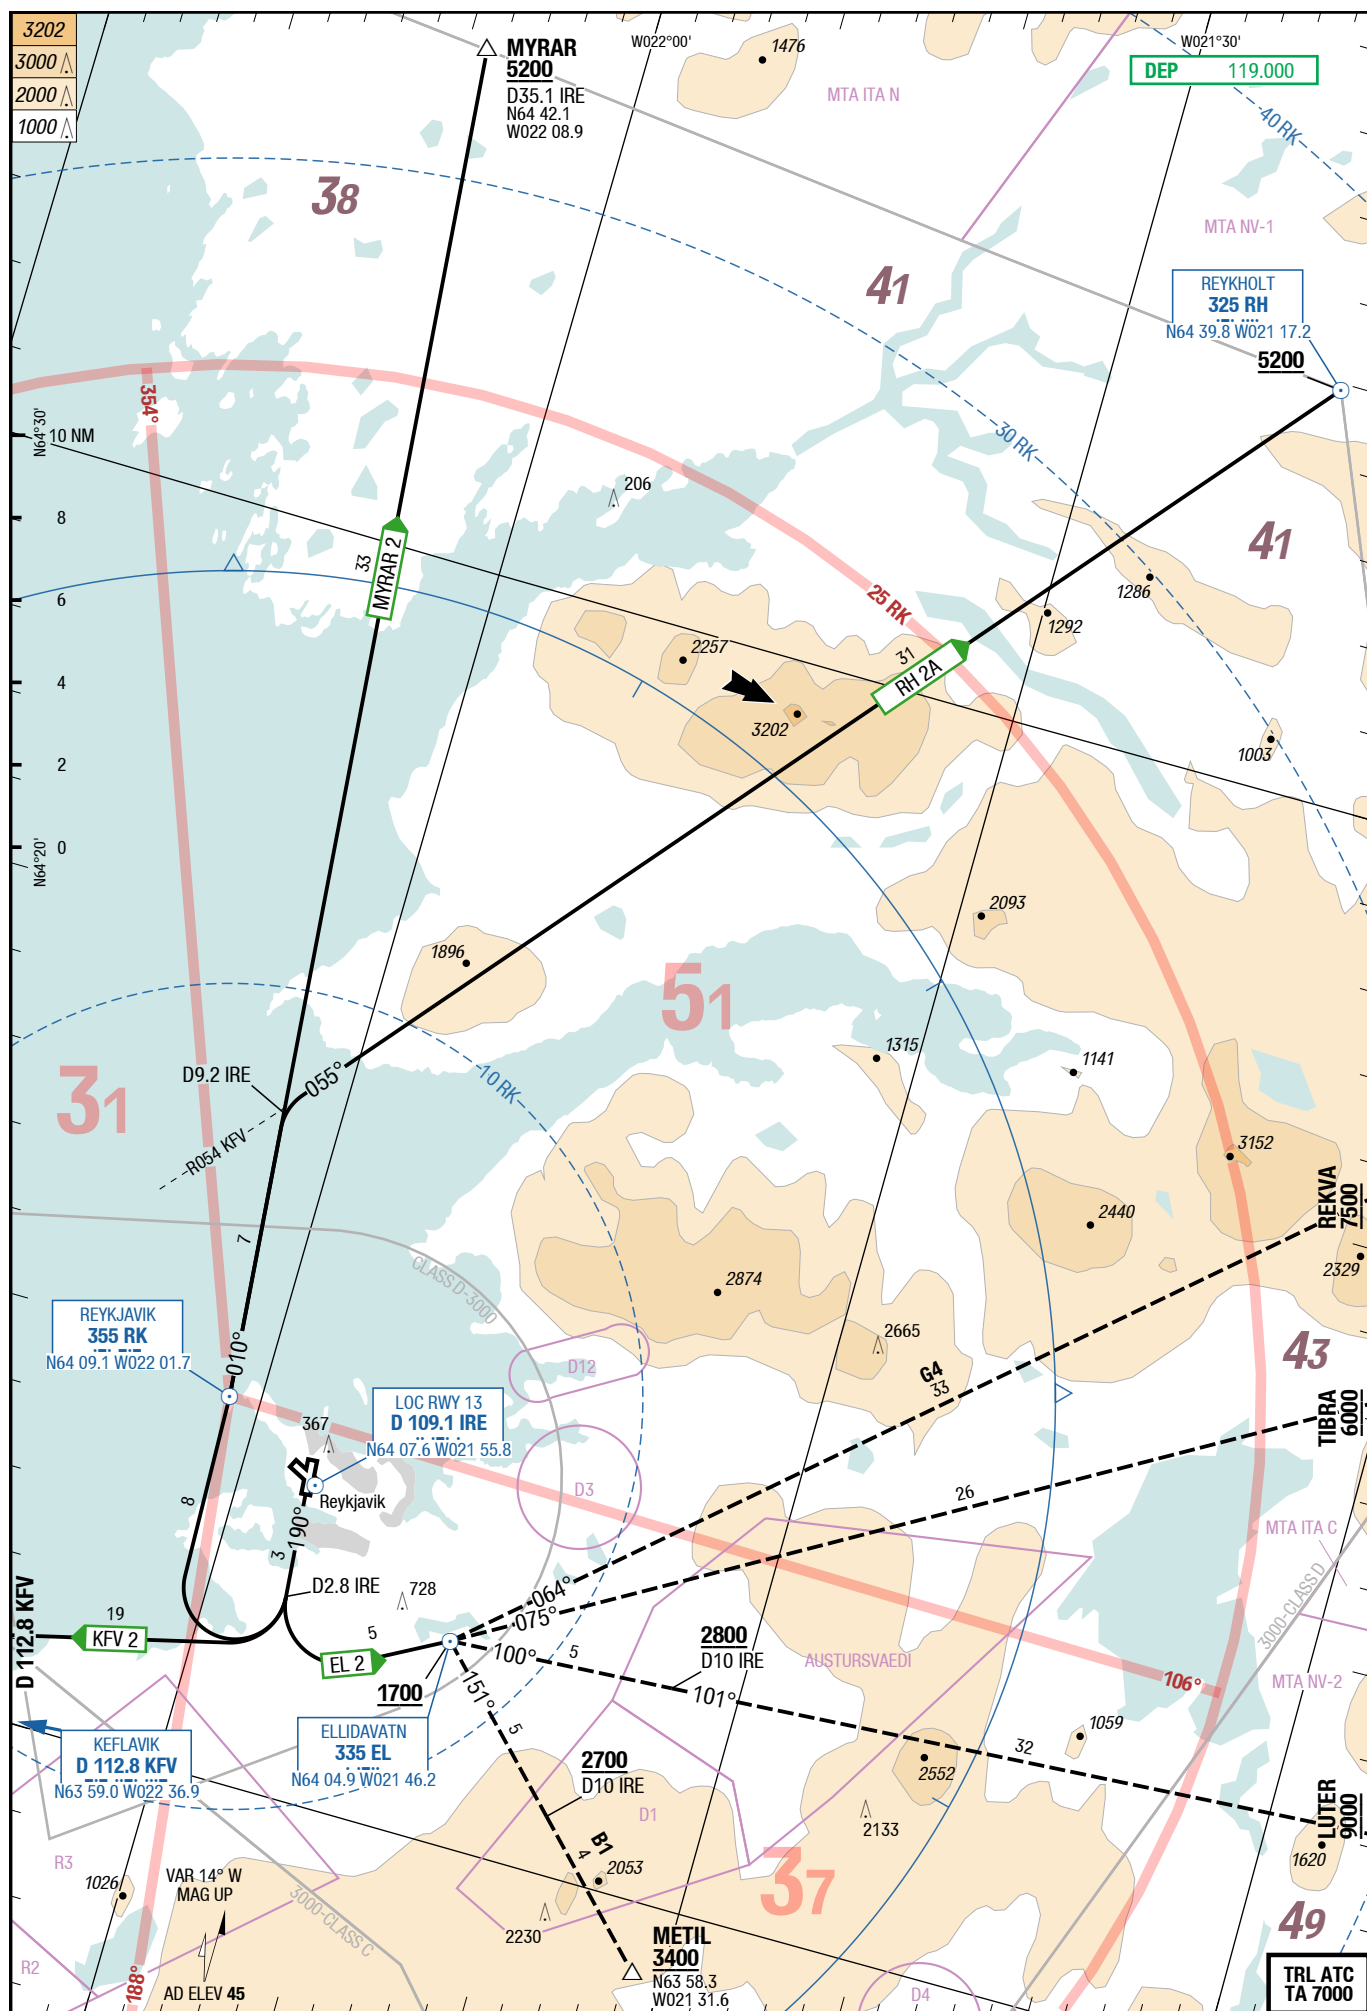 3202
3000
2000
1000
MYRAR
5200
D35.1 IRE
N64 42.1
W022 08.9
W022°00'
1476
MTA ITA N
W021°30'
DEP 119.000
40 RK
38
41
MTA NV-1
REYKHOLT
325 RH
N64 39.8 W021 17.2
5200
354°
N64°30'
10 NM
8
6
4
2
0
N64°20'
30 RK
206
41
33
MYRAR 2
25 RK
1286
1292
2257
31
RH 2A
3202
1003
2093
1896
51
1315
1141
D9.2 IRE
055°
10 RK
31
R054 KFV
3152
REKVA
7500
2440
2329
7
CLASS D-3000
2874
REYKJAVIK
355 RK
N64 09.1 W022 01.7
010°
D12
2665
G4
33
43
TIBRA
6000
LOC RWY 13
D 109.1 IRE
N64 07.6 W021 55.8
367
Reykjavik
D3
26
8
190°
3
MTA ITA C
D2.8 IRE
728
064°
075°
3000-CLASS D
D 112.8 KFV
19
KFV 2
5
EL 2
100°
5
2800
D10 IRE
AUSTURSVAEDI
101°
106°
MTA NV-2
1700
151°
5
KEFLAVIK
D 112.8 KFV
N63 59.0 W022 36.9
ELLIDAVATN
335 EL
N64 04.9 W021 46.2
2700
D10 IRE
D1
1059
32
2552
2133
LUTER
9000
1620
R3
1026
VAR 14° W
MAG UP
B1
4
2053
37
3000-CLASS C
2230
METIL
3400
N63 58.3
W021 31.6
49
R2
188°
AD ELEV 45
D4
TRL ATC
TA 7000